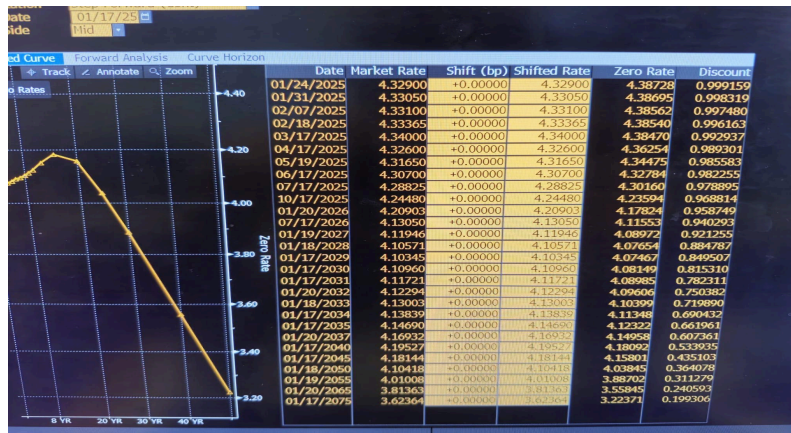 Date 01/17/25
Side Mid
ed Curve Forward Analysis Curve Horizon
Track Annotate Zoom
o Rates
4.40
4.20
4.00
3.80
3.60
3.40
3.20
Zero Rate
8 YR 20 YR 30 YR 40 YR
Date Market Rate Shift (bp) Shifted Rate Zero Rate Discount
01/24/2025 4.32900 +0.00000 4.32900 4.38728 0.999159
01/31/2025 4.33050 +0.00000 4.33050 4.38695 0.998319
02/07/2025 4.33100 +0.00000 4.33100 4.38562 0.997480
02/18/2025 4.33365 +0.00000 4.33365 4.38540 0.996163
03/17/2025 4.34000 +0.00000 4.34000 4.38470 0.992937
04/17/2025 4.32600 +0.00000 4.32600 4.36254 0.989301
05/19/2025 4.31650 +0.00000 4.31650 4.34475 0.985583
06/17/2025 4.30700 +0.00000 4.30700 4.32784 0.982255
07/17/2025 4.28825 +0.00000 4.28825 4.30160 0.978895
10/17/2025 4.24480 +0.00000 4.24480 4.23594 0.968814
01/20/2026 4.20903 +0.00000 4.20903 4.17824 0.958749
07/17/2026 4.13050 +0.00000 4.13050 4.11553 0.940293
01/19/2027 4.11946 +0.00000 4.11946 4.08977 0.921255
01/18/2028 4.10571 +0.00000 4.10571 4.07654 0.884787
01/17/2029 4.10345 +0.00000 4.10345 4.07467 0.849507
01/17/2030 4.10960 +0.00000 4.10960 4.08149 0.815310
01/17/2031 4.11721 +0.00000 4.11721 4.08985 0.782311
01/20/2032 4.12294 +0.00000 4.12294 4.09606 0.750382
01/18/2033 4.13003 +0.00000 4.13003 4.10399 0.719890
01/17/2034 4.13839 +0.00000 4.13839 4.11348 0.690432
01/17/2035 4.14690 +0.00000 4.14690 4.12322 0.661961
01/20/2037 4.16932 +0.00000 4.16932 4.14958 0.607361
01/17/2040 4.19527 +0.00000 4.19527 4.18092 0.533935
01/17/2045 4.18144 +0.00000 4.18144 4.15801 0.435103
01/18/2050 4.10418 +0.00000 4.10418 4.03845 0.364078
01/19/2055 4.01008 +0.00000 4.01008 3.88702 0.311279
01/20/2065 3.81363 +0.00000 3.81363 3.55845 0.240593
01/17/2075 3.62364 +0.00000 3.62364 3.22371 0.199306